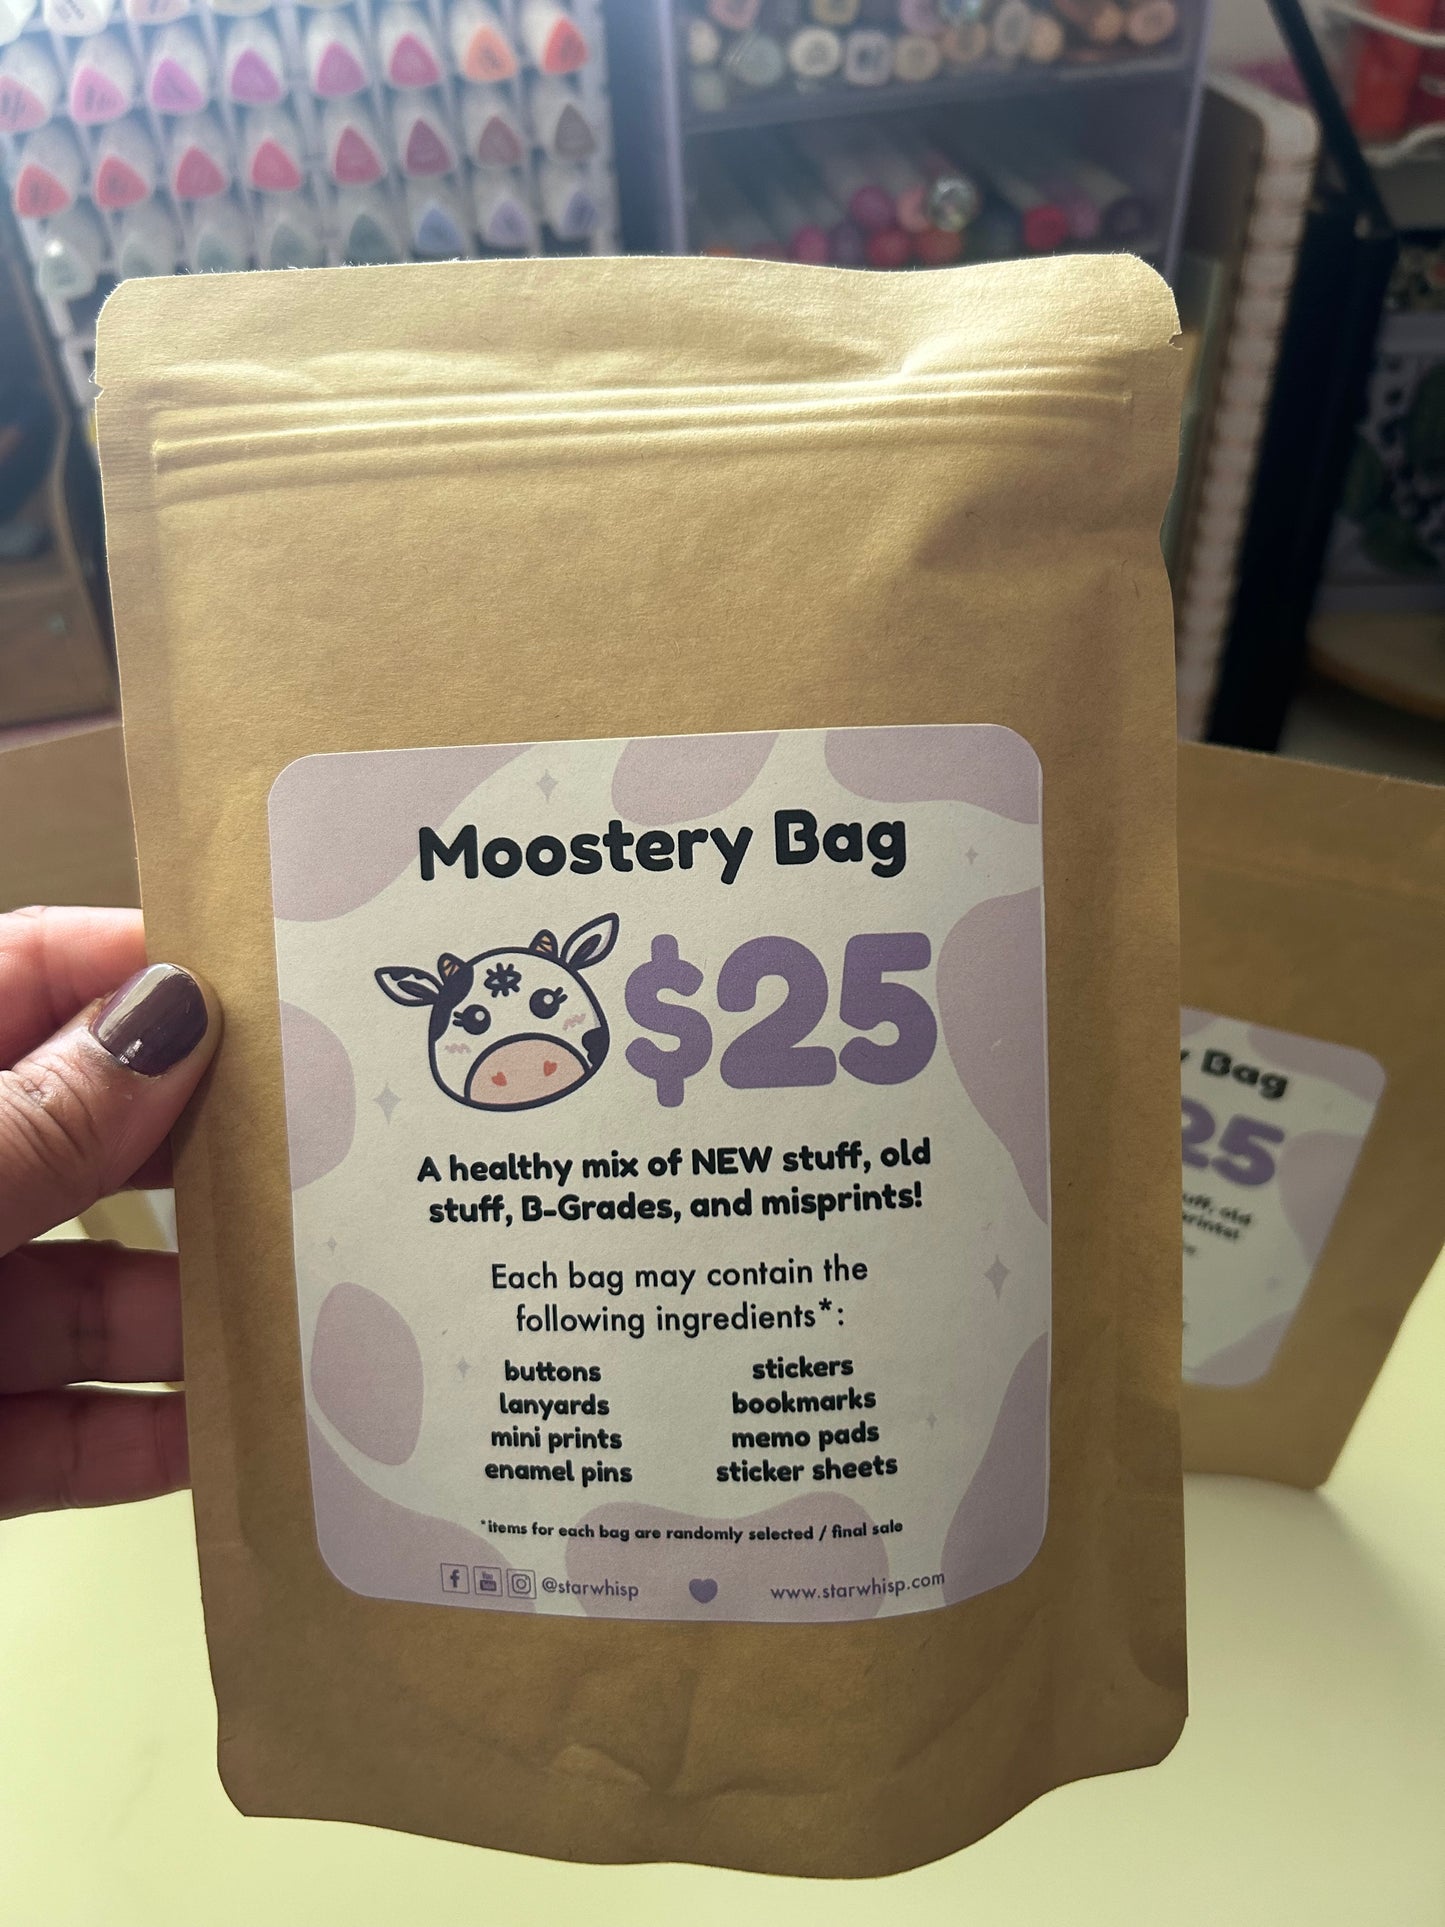 Moostery Bag
$25
A healthy mix of NEW stuff, old
stuff, B-Grades, and misprints!
Each bag may contain the
following ingredients*:
buttons stickers
lanyards bookmarks
mini prints memo pads
enamel pins sticker sheets
*items for each bag are randomly selected / final sale
@starwhisp www.starwhisp.com
y Bag
25
uff, old